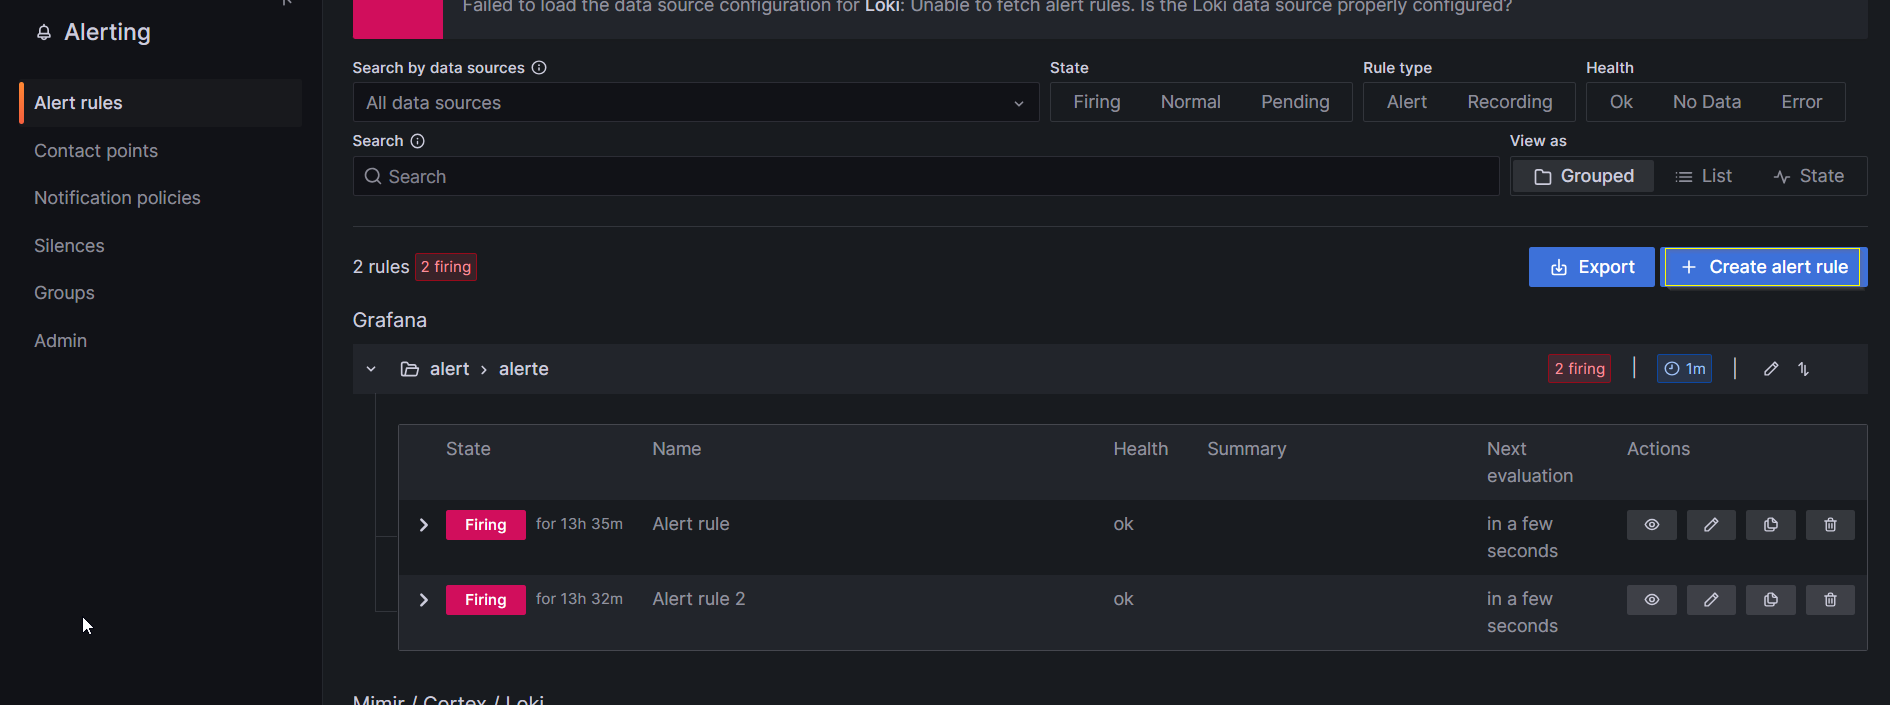 Alerting
Alert rules
Contact points
Notification policies
Silences
Groups
Admin
Failed to load the data source configuration for Loki: Unable to fetch alert rules. Is the Loki data source properly configured?
Search by data sources
State
Rule type
Health
All data sources
Firing Normal Pending
Alert Recording
Ok No Data Error
Search
View as
Search
Grouped List State
2 rules 2 firing
Export
+ Create alert rule
Grafana
alert > alerte
2 firing | 1m |
State Name Health Summary Next evaluation Actions
Firing for 13h 35m Alert rule ok in a few seconds
Firing for 13h 32m Alert rule 2 ok in a few seconds
Mimir / Cortex / Loki